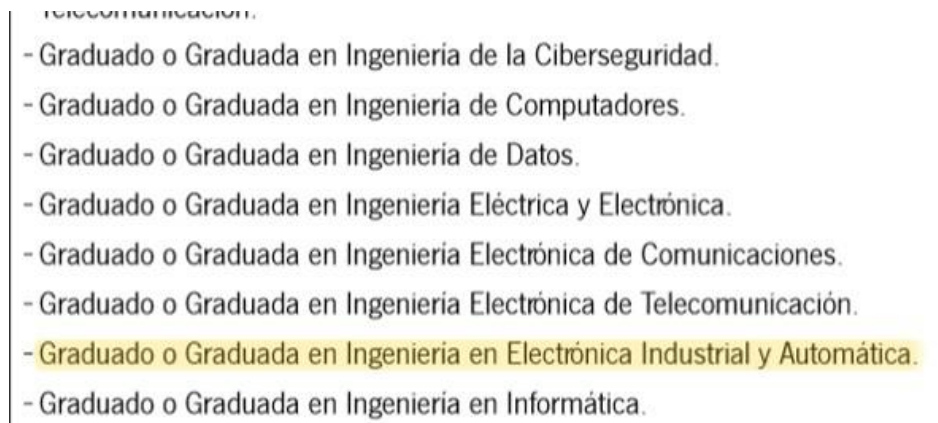 - Graduado o Graduada en Ingeniería de la Ciberseguridad.
- Graduado o Graduada en Ingeniería de Computadores.
- Graduado o Graduada en Ingeniería de Datos.
- Graduado o Graduada en Ingeniería Eléctrica y Electrónica.
- Graduado o Graduada en Ingeniería Electrónica de Comunicaciones.
- Graduado o Graduada en Ingeniería Electrónica de Telecomunicación.
- Graduado o Graduada en Ingeniería en Electrónica Industrial y Automática.
- Graduado o Graduada en Ingeniería en Informática.